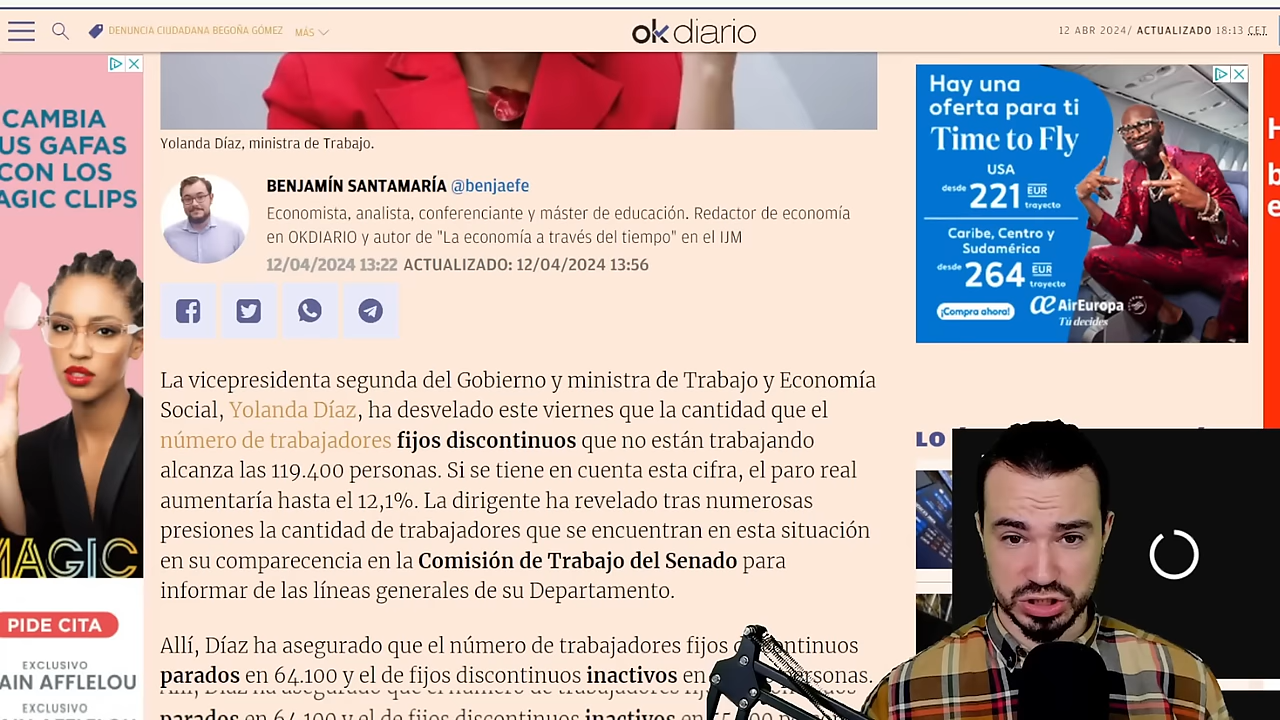 DENUNCIA CIUDADANA BEGOÑA GÓMEZ
MÁS
okdiario
12 ABR 2024/ ACTUALIZADO 18:13 CET
CAMBIA
US GAFAS
CON LOS
AGIC CLIPS
MAGIC
PIDE CITA
EXCLUSIVO
AIN AFFLELOU
EXCLUSIVO
Yolanda Díaz, ministra de Trabajo.
BENJAMÍN SANTAMARÍA @benjaefe
Economista, analista, conferenciante y máster de educación. Redactor de economía
en OKDIARIO y autor de "La economía a través del tiempo" en el IJM
12/04/2024 13:22 ACTUALIZADO: 12/04/2024 13:56
La vicepresidenta segunda del Gobierno y ministra de Trabajo y Economía
Social, Yolanda Díaz, ha desvelado este viernes que la cantidad que el
número de trabajadores fijos discontinuos que no están trabajando
alcanza las 119.400 personas. Si se tiene en cuenta esta cifra, el paro real
aumentaría hasta el 12,1%. La dirigente ha revelado tras numerosas
presiones la cantidad de trabajadores que se encuentran en esta situación
en su comparecencia en la Comisión de Trabajo del Senado para
informar de las líneas generales de su Departamento.
Allí, Díaz ha asegurado que el número de trabajadores fijos
parados en 64.100 y el de fijos discontinuos inactivos en
Hay una
oferta para ti
Time to Fly
USA
desde 221 EUR trayecto
Caribe, Centro y
Sudamérica
desde 264 EUR trayecto
¡Compra ahora!
AirEuropa
Tú decides
LO
H
b
e